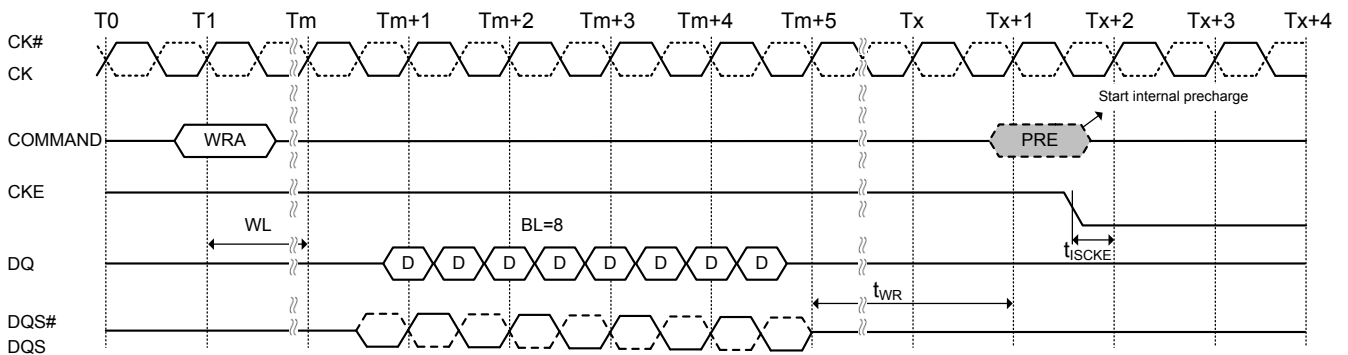 T0 T1 Tm Tm+1 Tm+2 Tm+3 Tm+4 Tm+5 Tx Tx+1 Tx+2 Tx+3 Tx+4
CK#
CK
Start internal precharge
COMMAND WRA PRE
CKE
WL BL=8
tISCKE
DQ D D D D D D D D
tWR
DQS#
DQS